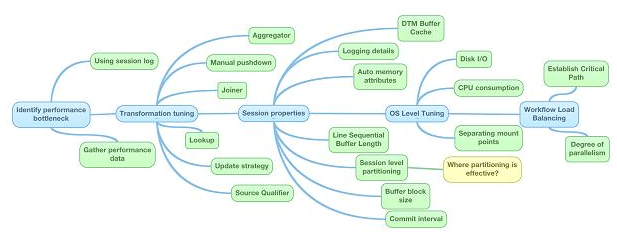 Using session log
Identify performance
bottleneck
Gather performance
data
Aggregator
Manual pushdown
Joiner
Transformation tuning
Lookup
Update strategy
Source Qualifier
DTM Buffer
Cache
Logging details
Auto memory
attributes
Session properties
Line Sequential
Buffer Length
Session level
partitioning
Where partitioning is
effective?
Buffer block
size
Commit interval
Disk I/O
CPU consumption
OS Level Tuning
Separating mount
points
Establish Critical
Path
Workflow Load
Balancing
Degree of
parallelism